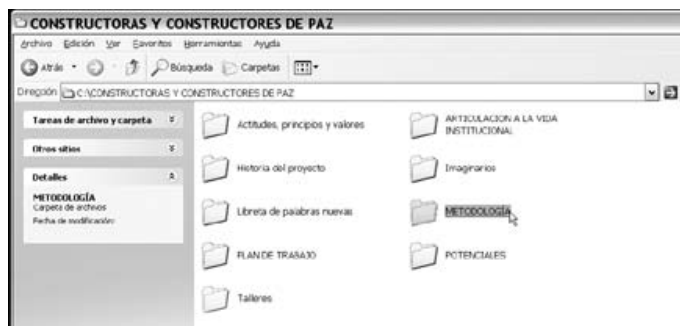 CONSTRUCTORAS Y CONSTRUCTORES DE PAZ
Archivo Edición Ver Favoritos Herramientas Ayuda
Atrás Búsqueda Carpetas
Dirección C:\CONSTRUCTORAS Y CONSTRUCTORES DE PAZ
Tareas de archivo y carpeta
Otros sitios
Detalles
METODOLOGÍA
Carpeta de archivos
Fecha de modificación:
Actitudes, principios y valores
ARTICULACION A LA VIDA
INSTITUCIONAL
Historia del proyecto
Imaginarios
Libreta de palabras nuevas
METODOLOGÍA
PLAN DE TRABAJO
POTENCIALES
Talleres